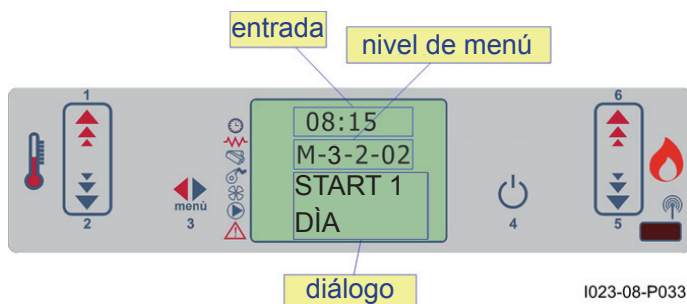 entrada
nivel de menú
1
6
08:15
M-3-2-02
START 1
DÌA
menù
2
3
4
5
diálogo
I023-08-P033